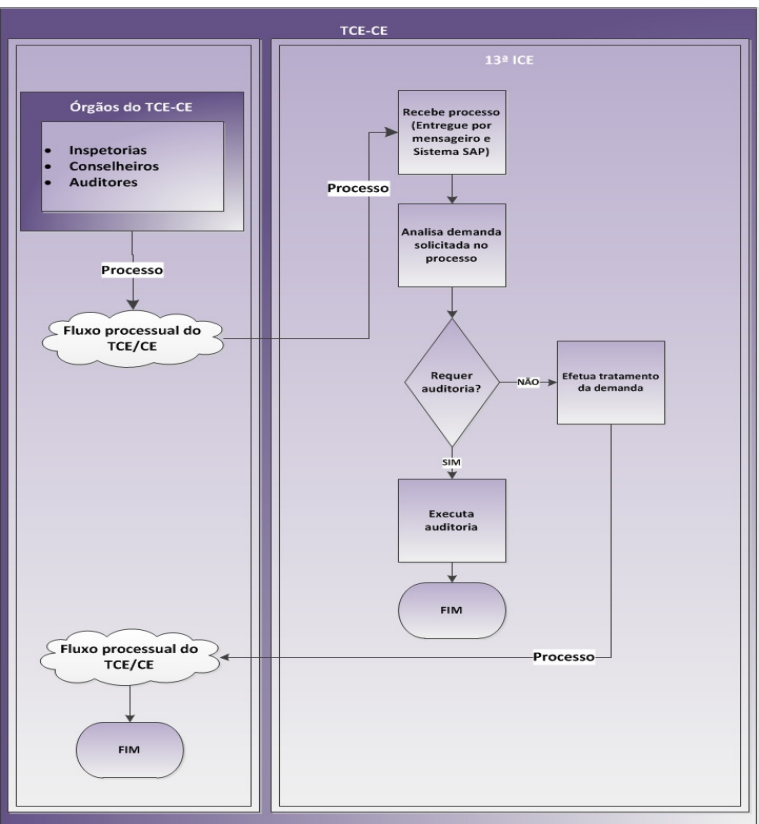 TCE-CE
13ª ICE
Órgãos do TCE-CE
• Inspetorias
• Conselheiros
• Auditores
Processo
Fluxo processual do
TCE/CE
Processo
Recebe processo
(Entregue por
mensageiro e
Sistema SAP)
Analisa demanda
solicitada no
processo
Requer
auditoria?
NÃO
Efetua tratamento
da demanda
SIM
Executa
auditoria
FIM
Processo
Fluxo processual do
TCE/CE
FIM